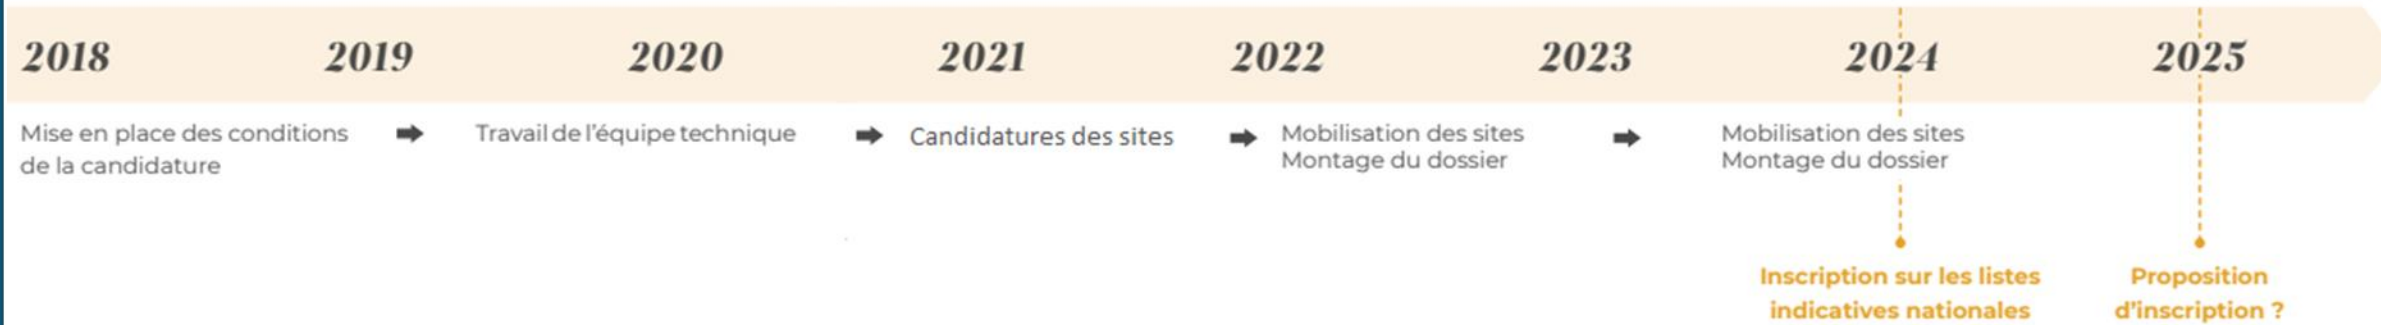 2018 2019 2020 2021 2022 2023 2024 2025
Mise en place des conditions
de la candidature
Travail de l'équipe technique
Candidatures des sites
Mobilisation des sites
Montage du dossier
Mobilisation des sites
Montage du dossier
Inscription sur les listes
indicatives nationales
Proposition
d'inscription ?